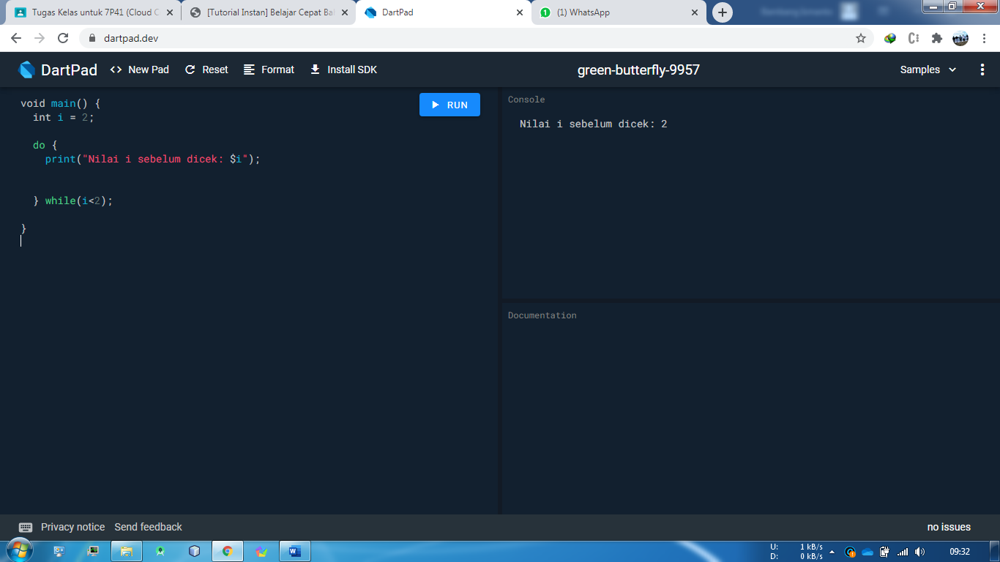 Tugas Kelas untuk 7P41 (Cloud C
[Tutorial Instan] Belajar Cepat Ba
DartPad
(1) WhatsApp
dartpad.dev
DartPad
<> New Pad
Reset
Format
Install SDK
green-butterfly-9957
Samples
void main() {
int i = 2;
do {
print("Nilai i sebelum dicek: $i");
} while(i<2);
}
RUN
Console
Nilai i sebelum dicek: 2
Documentation
Privacy notice
Send feedback
no issues
U: 1 kB/s
D: 0 kB/s
09:32